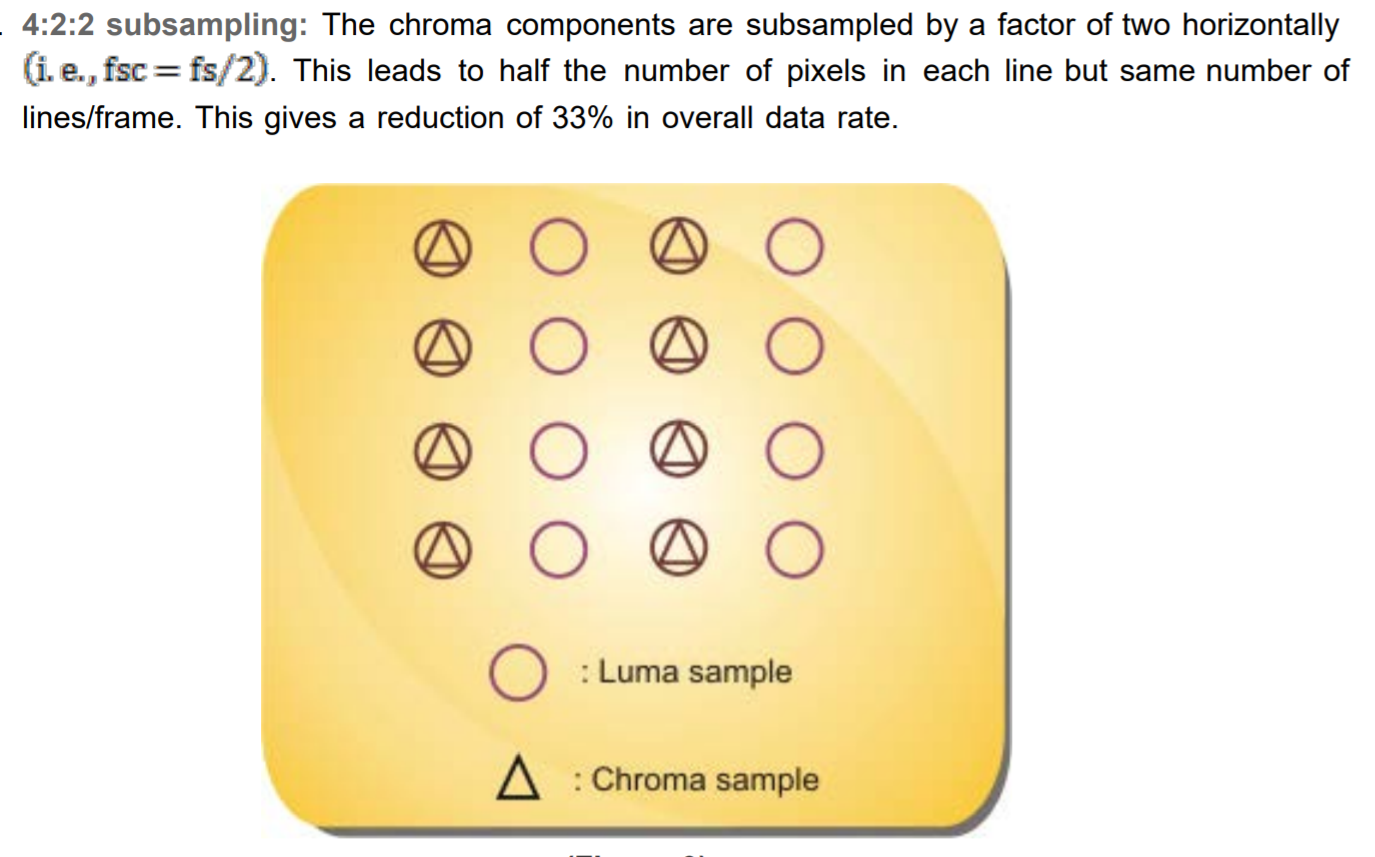 4:2:2 subsampling: The chroma components are subsampled by a factor of two horizontally
(i. e., fsc = fs/2). This leads to half the number of pixels in each line but same number of
lines/frame. This gives a reduction of 33% in overall data rate.
: Luma sample
: Chroma sample